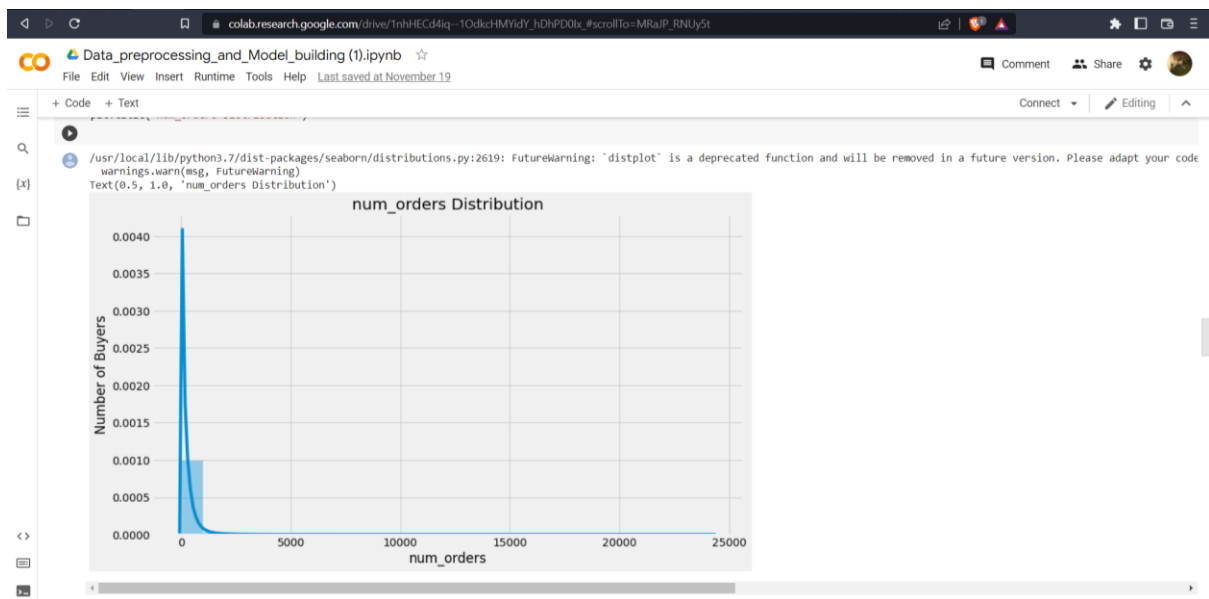 colab.research.google.com/drive/1nhHECd4iq--1OdkcHMYidY_hDhPD0lx_#scrollTo=MRaJP_RNUy5t
Data_preprocessing_and_Model_building (1).ipynb
File Edit View Insert Runtime Tools Help Last saved at November 19
Comment Share
+ Code + Text
Connect Editing
/usr/local/lib/python3.7/dist-packages/seaborn/distributions.py:2619: FutureWarning: `distplot` is a deprecated function and will be removed in a future version. Please adapt your code
warnings.warn(msg, FutureWarning)
Text(0.5, 1.0, 'num_orders Distribution')
{x}
num_orders Distribution
Number of Buyers
0.0040
0.0035
0.0030
0.0025
0.0020
0.0015
0.0010
0.0005
0.0000
0 5000 10000 15000 20000 25000
num_orders